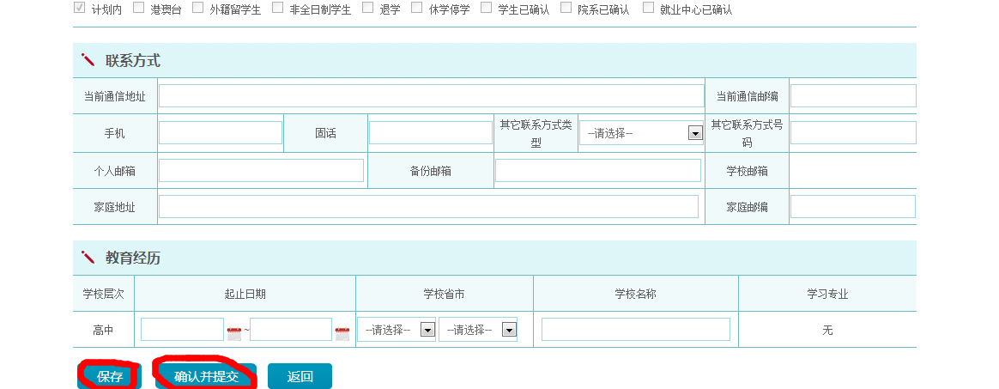 计划内 港澳台 外籍留学生 非全日制学生 退学 休学停学 学生已确认 院系已确认 就业中心已确认
联系方式
当前通信地址 当前通信邮编
手机 固话 其它联系方式类型 --请选择-- 其它联系方式号码
个人邮箱 备份邮箱 学校邮箱
家庭地址 家庭邮编
教育经历
学校层次 起止日期 学校省市 学校名称 学习专业
高中 ~ --请选择-- --请选择-- 无
保存 确认并提交 返回